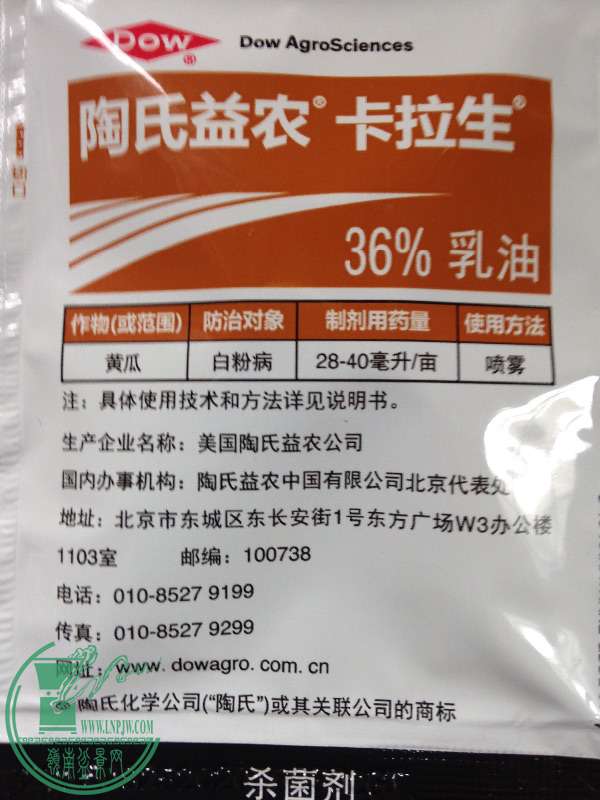 DOW®
Dow AgroSciences
陶氏益农® 卡拉生®
36% 乳油
作物(或范围) 防治对象 制剂用药量 使用方法
黄瓜 白粉病 28-40毫升/亩 喷雾
注：具体使用技术和方法详见说明书。
生产企业名称：美国陶氏益农公司
国内办事机构：陶氏益农中国有限公司北京代表处
地址：北京市东城区东长安街1号东方广场W3办公楼
1103室 邮编：100738
电话：010-8527 9199
传真：010-8527 9299
网址：www.dowagro.com.cn
陶氏化学公司(“陶氏”)或其关联公司的商标
WWW.LNPJW.COM
岭南盆景网
杀菌剂